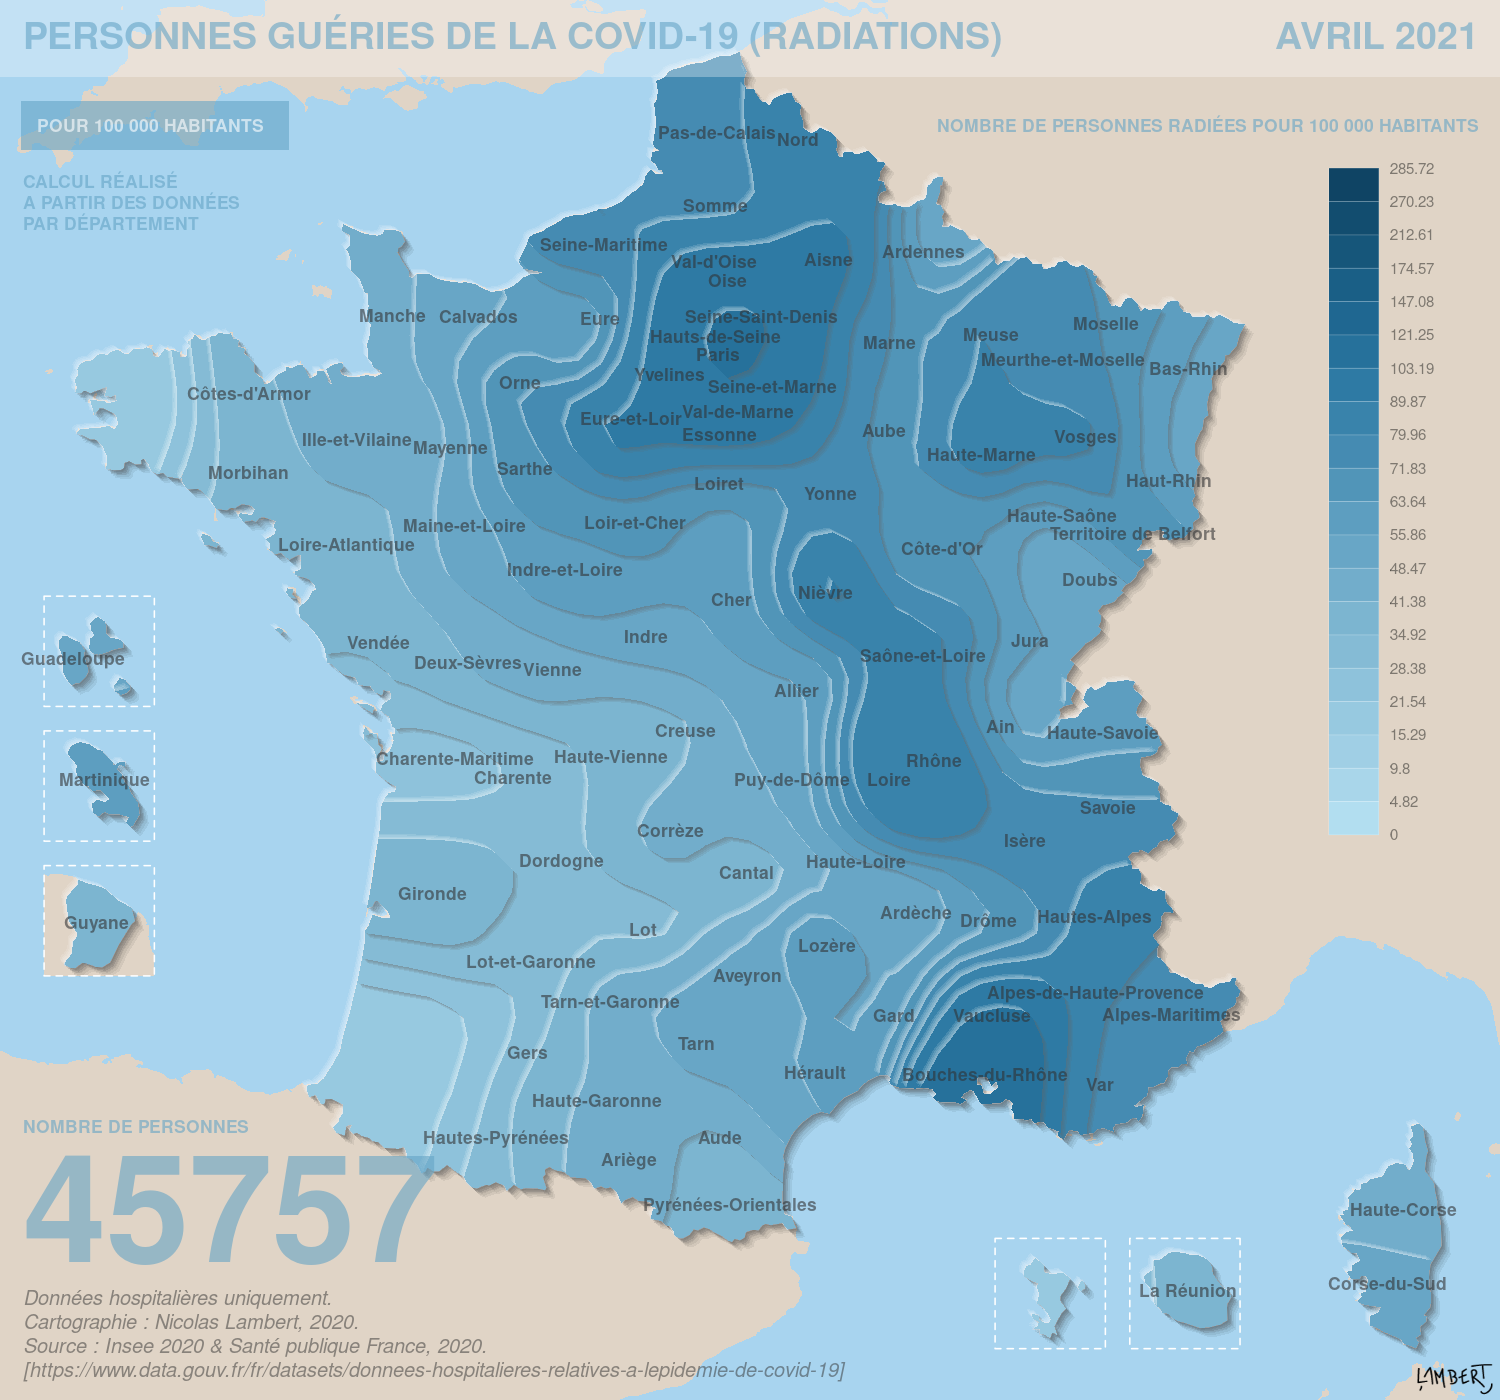 PERSONNES GUÉRIES DE LA COVID-19 (RADIATIONS)
AVRIL 2021
POUR 100 000 HABITANTS
CALCUL RÉALISÉ
A PARTIR DES DONNÉES
PAR DÉPARTEMENT
NOMBRE DE PERSONNES RADIÉES POUR 100 000 HABITANTS
285.72
270.23
212.61
174.57
147.08
121.25
103.19
89.87
79.96
71.83
63.64
55.86
48.47
41.38
34.92
28.38
21.54
15.29
9.8
4.82
0
Pas-de-Calais
Nord
Somme
Seine-Maritime
Val-d'Oise
Aisne
Ardennes
Oise
Manche
Calvados
Eure
Seine-Saint-Denis
Hauts-de-Seine
Paris
Marne
Meuse
Moselle
Meurthe-et-Moselle
Bas-Rhin
Yvelines
Seine-et-Marne
Orne
Côtes-d'Armor
Eure-et-Loir
Val-de-Marne
Essonne
Aube
Vosges
Haute-Marne
Ille-et-Vilaine
Mayenne
Sarthe
Morbihan
Loiret
Yonne
Haut-Rhin
Haute-Saône
Territoire de Belfort
Maine-et-Loire
Loir-et-Cher
Loire-Atlantique
Côte-d'Or
Indre-et-Loire
Doubs
Cher
Nièvre
Vendée
Indre
Jura
Deux-Sèvres
Vienne
Saône-et-Loire
Allier
Guadeloupe
Creuse
Ain
Haute-Savoie
Charente-Maritime
Haute-Vienne
Charente
Puy-de-Dôme
Loire
Rhône
Martinique
Savoie
Corrèze
Isère
Dordogne
Haute-Loire
Cantal
Gironde
Ardèche
Drôme
Hautes-Alpes
Guyane
Lot
Lozère
Lot-et-Garonne
Aveyron
Tarn-et-Garonne
Alpes-de-Haute-Provence
Gard
Vaucluse
Alpes-Maritimes
Tarn
Gers
Hérault
Bouches-du-Rhône
Var
Haute-Garonne
Hautes-Pyrénées
Aude
Ariège
Pyrénées-Orientales
Haute-Corse
Corse-du-Sud
La Réunion
NOMBRE DE PERSONNES
45757
Données hospitalières uniquement.
Cartographie : Nicolas Lambert, 2020.
Source : Insee 2020 & Santé publique France, 2020.
[https://www.data.gouv.fr/fr/datasets/donnees-hospitalieres-relatives-a-lepidemie-de-covid-19]
LAMBERT